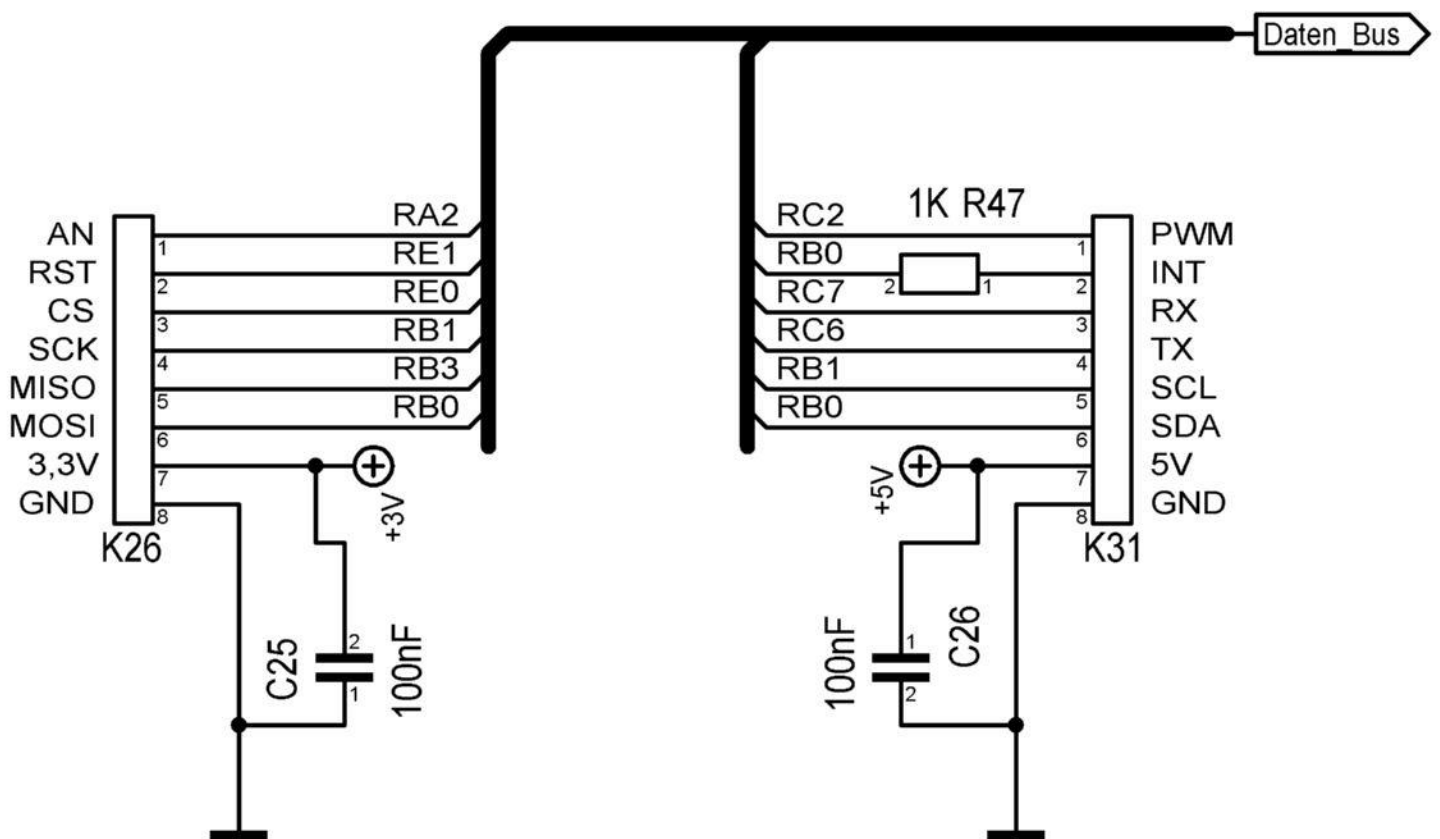 Daten_Bus
AN
RST
CS
SCK
MISO
MOSI
3,3V
GND
1
2
3
4
5
6
7
8
K26
RA2
RE1
RE0
RB1
RB3
RB0
+3V
C25
2
1
100nF
RC2
RB0
RC7
RC6
RB1
RB0
1K R47
2
1
+5V
100nF
1
2
C26
1
2
3
4
5
6
7
8
K31
PWM
INT
RX
TX
SCL
SDA
5V
GND